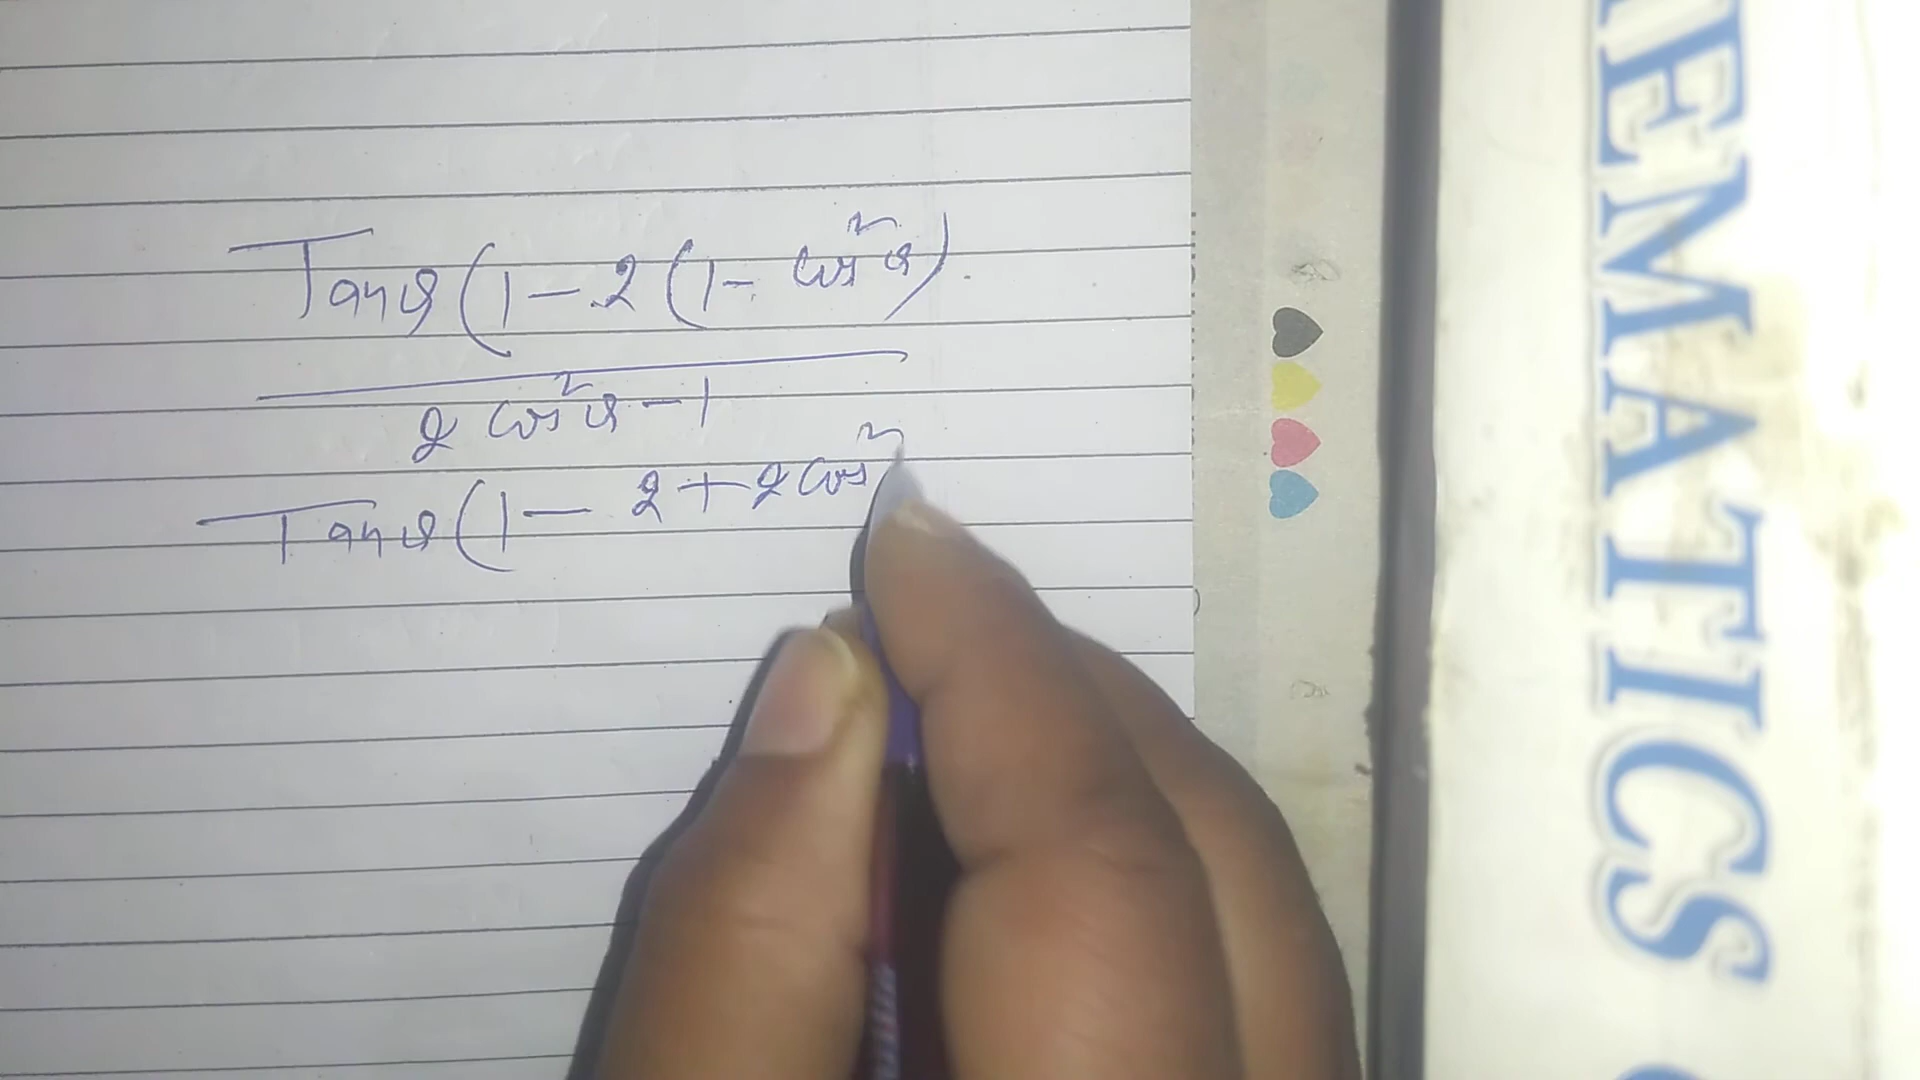 Tanθ(1-2(1-cos²θ).
2cos²θ-1
Tanθ(1-2+2cos²
EMATICS